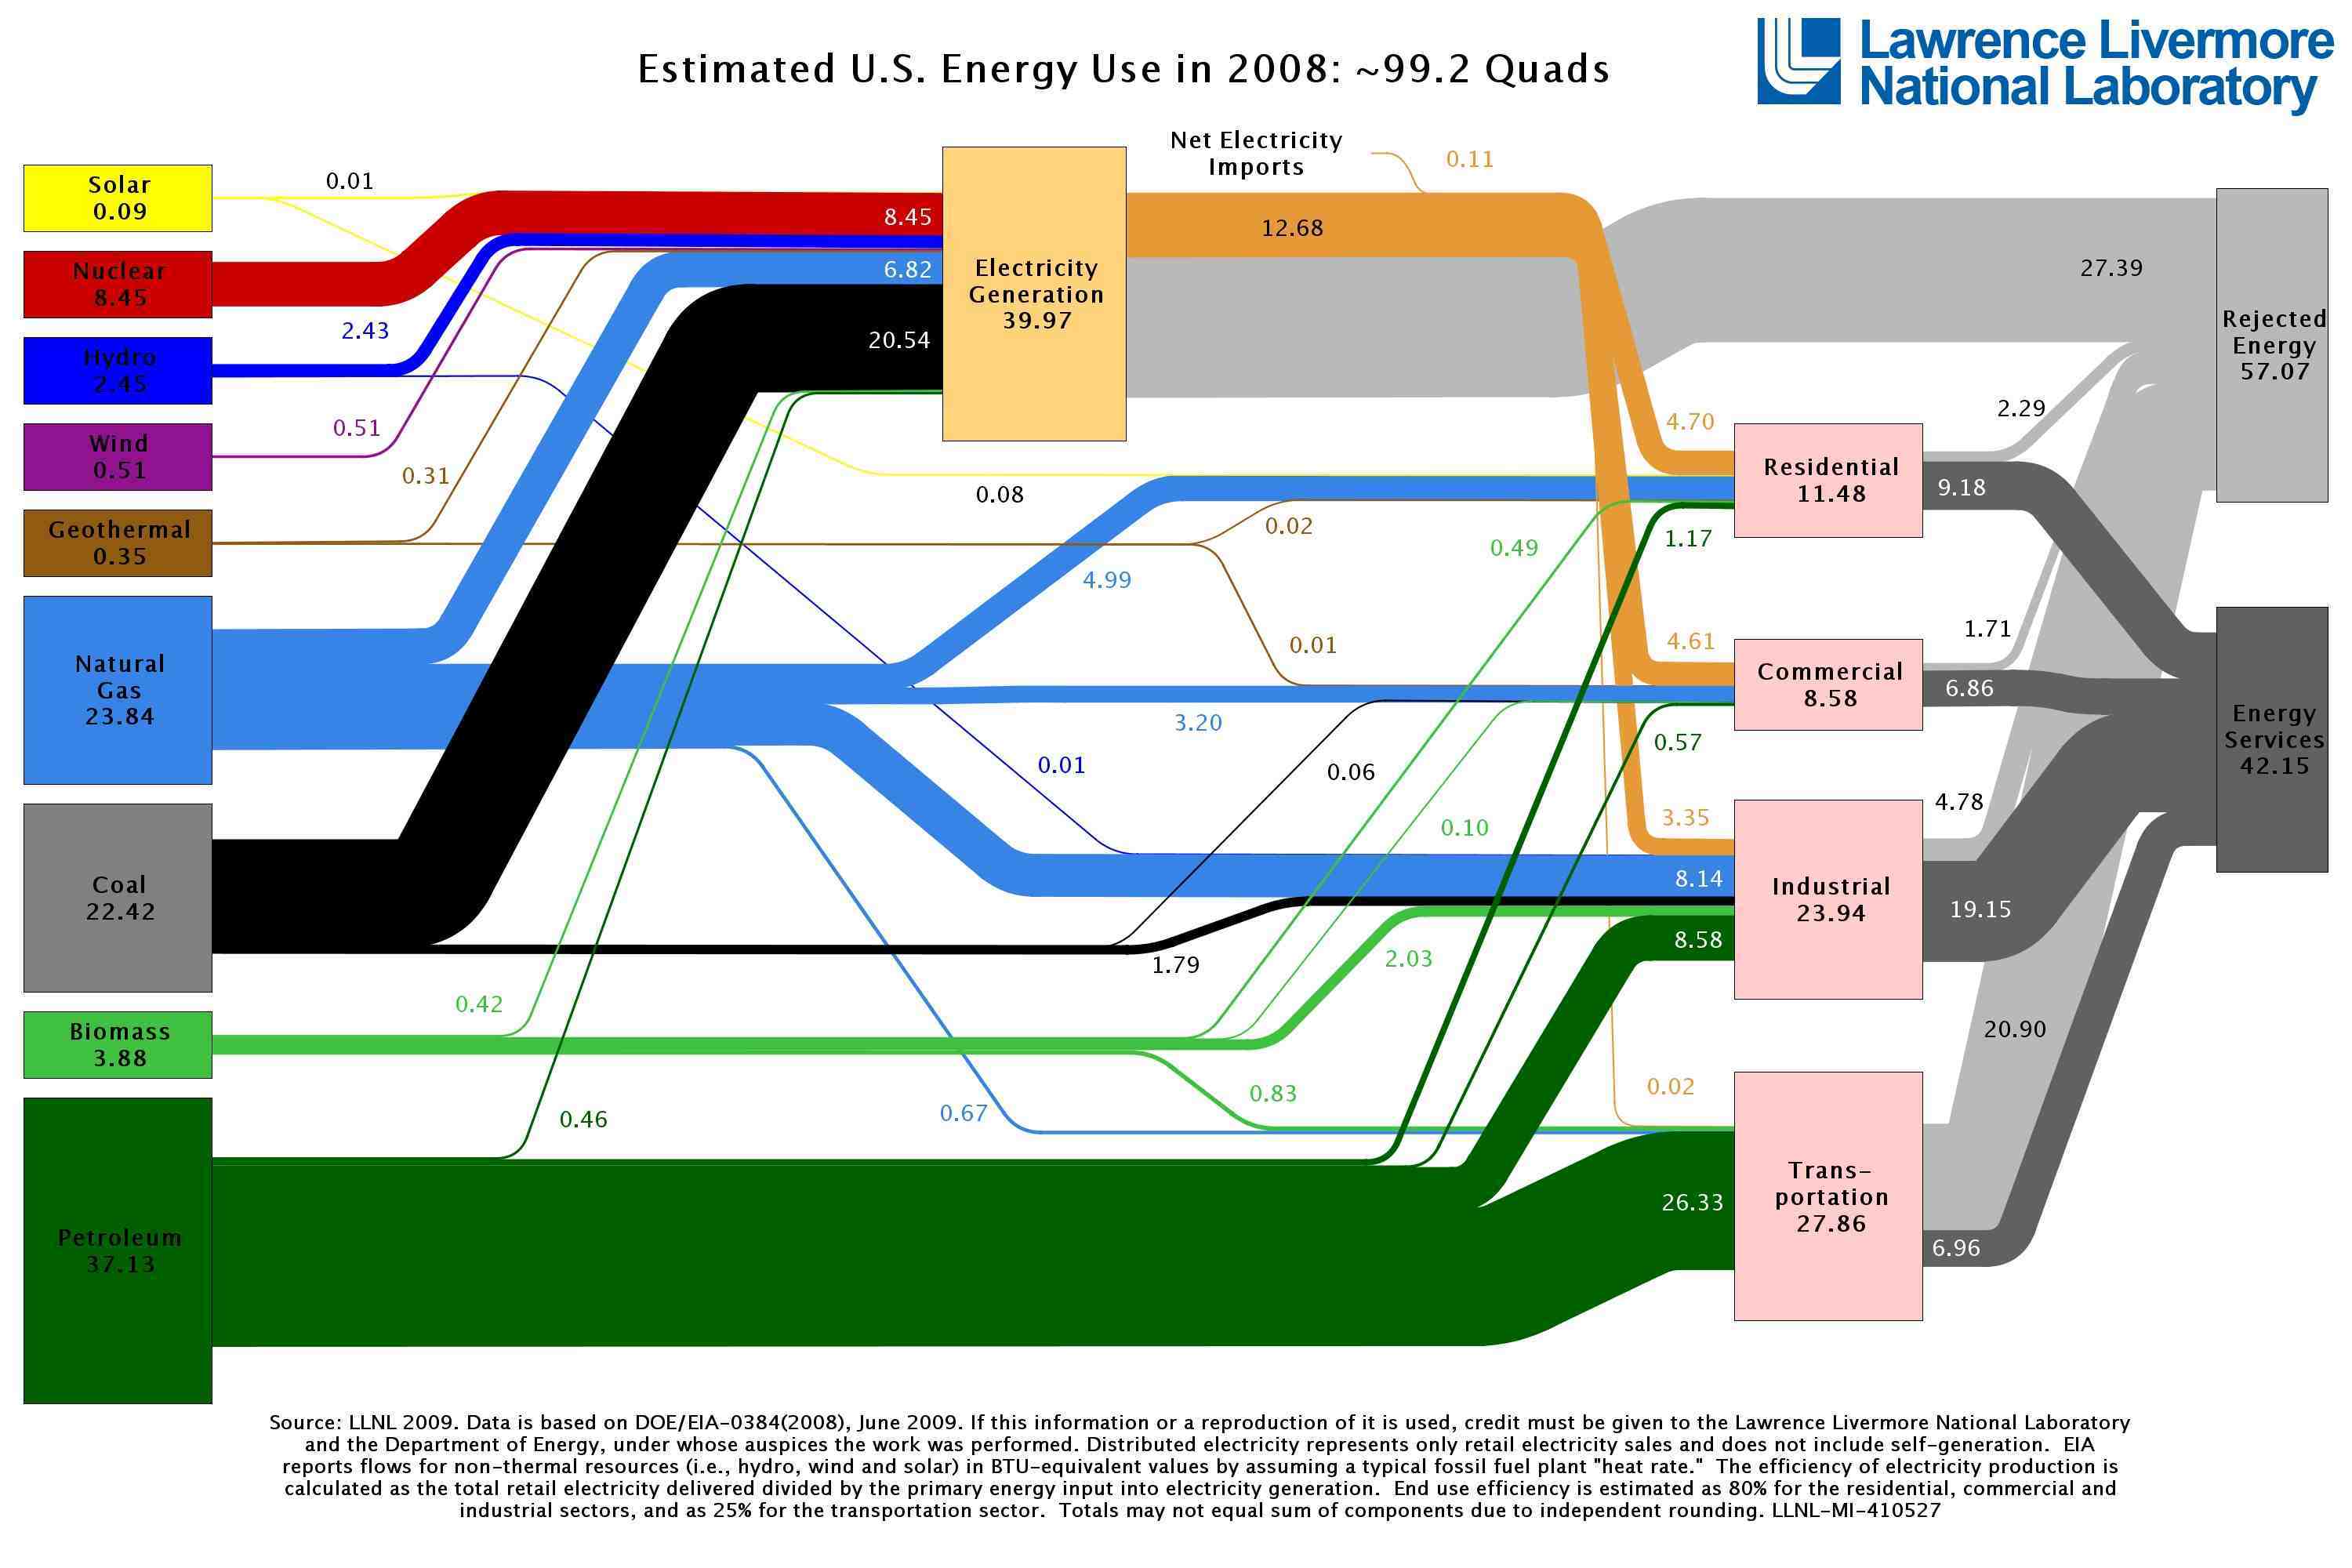 Estimated U.S. Energy Use in 2008: ~99.2 Quads
Lawrence Livermore
National Laboratory
Net Electricity
Imports
0.11
Solar
0.09
0.01
Nuclear
8.45
8.45
Hydro
2.45
2.43
Wind
0.51
0.51
Geothermal
0.35
0.31
6.82
20.54
Electricity
Generation
39.97
12.68
27.39
Rejected
Energy
57.07
4.70
2.29
Residential
11.48
9.18
0.08
0.02
0.49
1.17
4.99
0.01
4.61
1.71
Natural
Gas
23.84
Commercial
8.58
6.86
3.20
0.57
0.01
0.06
Energy
Services
42.15
4.78
3.35
0.10
Coal
22.42
8.14
Industrial
23.94
19.15
8.58
1.79
2.03
0.42
Biomass
3.88
20.90
0.46
0.67
0.83
0.02
Petroleum
37.13
26.33
Trans-
portation
27.86
6.96
Source: LLNL 2009. Data is based on DOE/EIA-0384(2008), June 2009. If this information or a reproduction of it is used, credit must be given to the Lawrence Livermore National Laboratory
and the Department of Energy, under whose auspices the work was performed. Distributed electricity represents only retail electricity sales and does not include self-generation.  EIA
reports flows for non-thermal resources (i.e., hydro, wind and solar) in BTU-equivalent values by assuming a typical fossil fuel plant "heat rate."  The efficiency of electricity production is
calculated as the total retail electricity delivered divided by the primary energy input into electricity generation.  End use efficiency is estimated as 80% for the residential, commercial and
industrial sectors, and as 25% for the transportation sector.  Totals may not equal sum of components due to independent rounding. LLNL-MI-410527